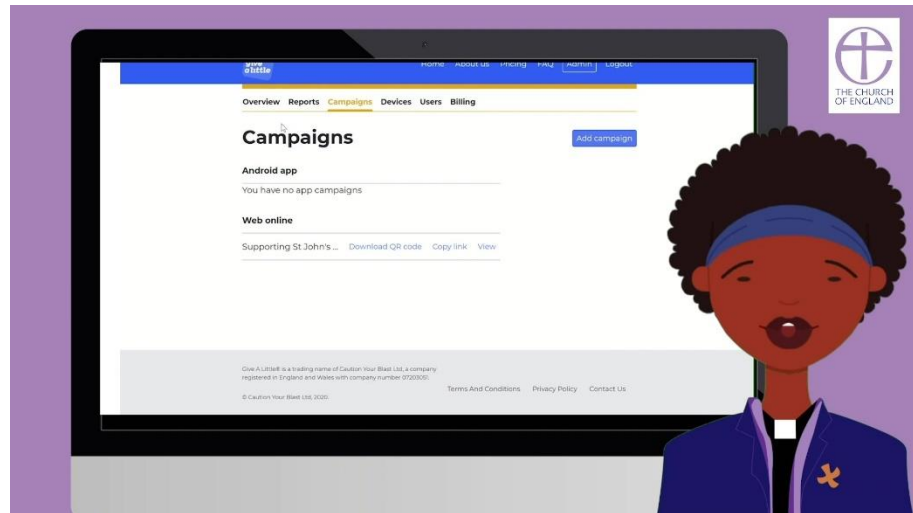 give
a little
Home About us Pricing FAQ Admin Logout
THE CHURCH
OF ENGLAND
Overview Reports Campaigns Devices Users Billing
Campaigns
Add campaign
Android app
You have no app campaigns
Web online
Supporting St John's ... Download QR code Copy link View
Give A Little® is a trading name of Caution Your Blast Ltd, a company
registered in England and Wales with company number 07203051.
Terms And Conditions Privacy Policy Contact Us
© Caution Your Blast Ltd, 2020.